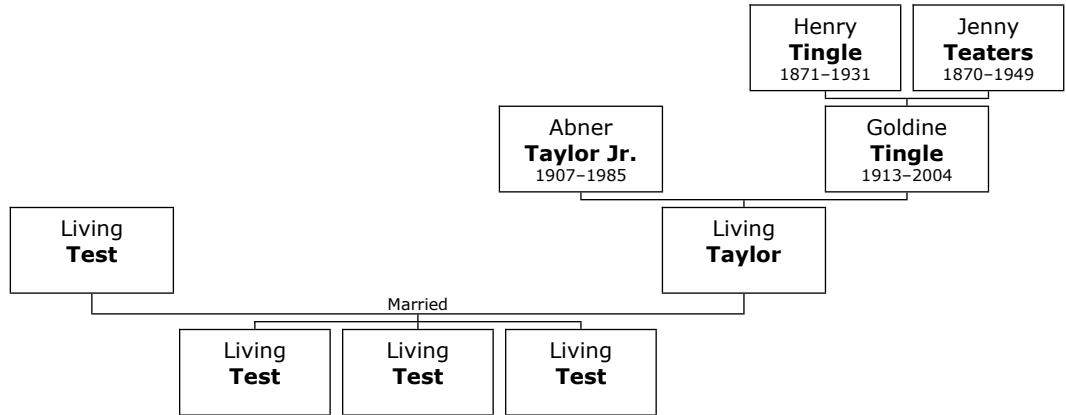 Henry
Tingle
1871–1931
Jenny
Teaters
1870–1949
Abner
Taylor Jr.
1907–1985
Goldine
Tingle
1913–2004
Living
Test
Living
Taylor
Married
Living
Test
Living
Test
Living
Test